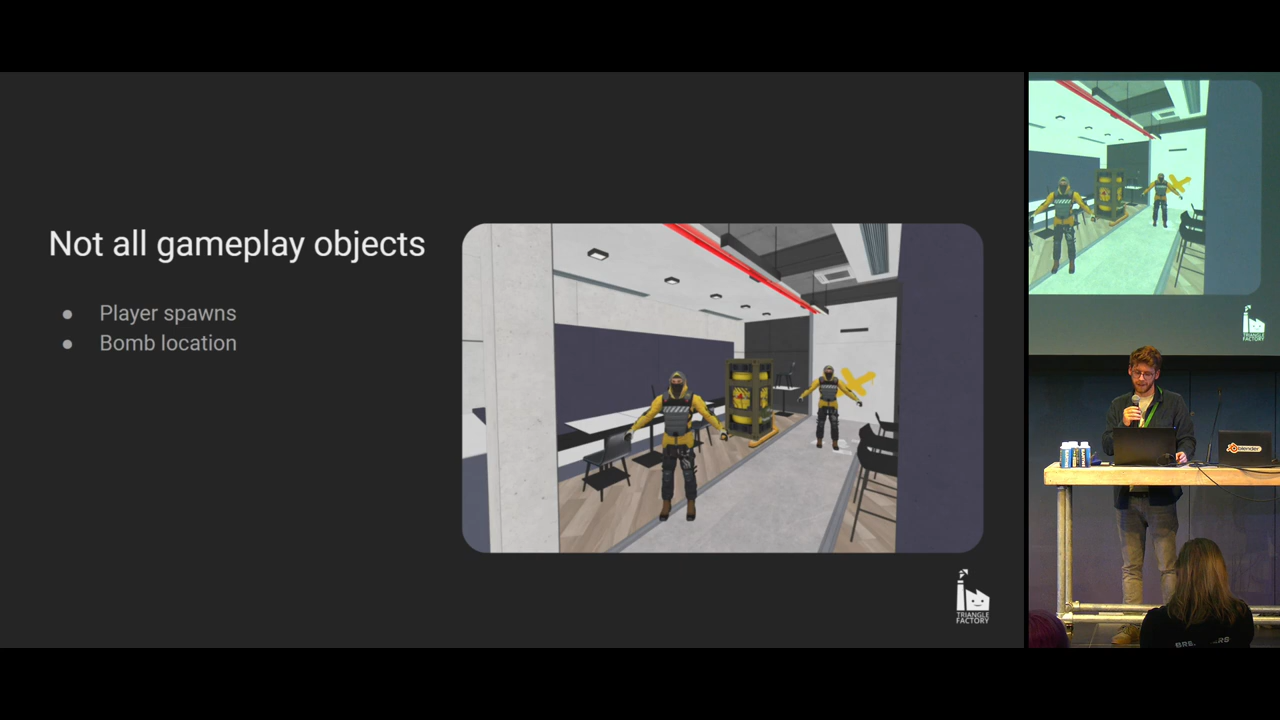 Not all gameplay objects
● Player spawns
● Bomb location
TRIANGLE
FACTORY
TRIANGLE
FACTORY
blender